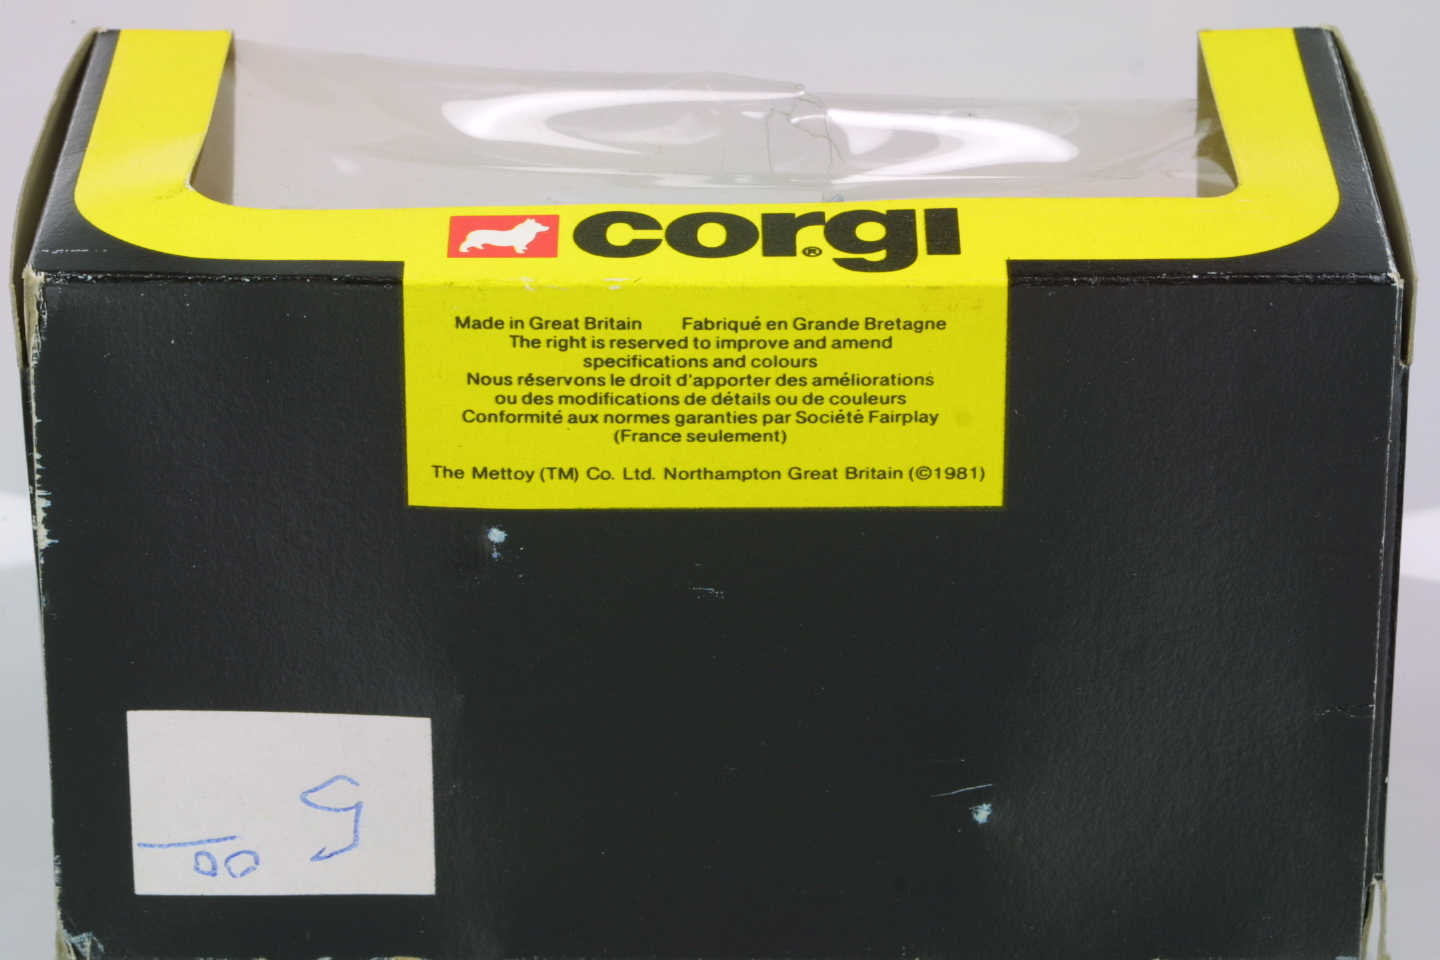 corgi®
Made in Great Britain Fabriqué en Grande Bretagne
The right is reserved to improve and amend
specifications and colours
Nous réservons le droit d'apporter des améliorations
ou des modifications de détails ou de couleurs
Conformité aux normes garanties par Société Fairplay
(France seulement)
The Mettoy (TM) Co. Ltd. Northampton Great Britain (©1981)